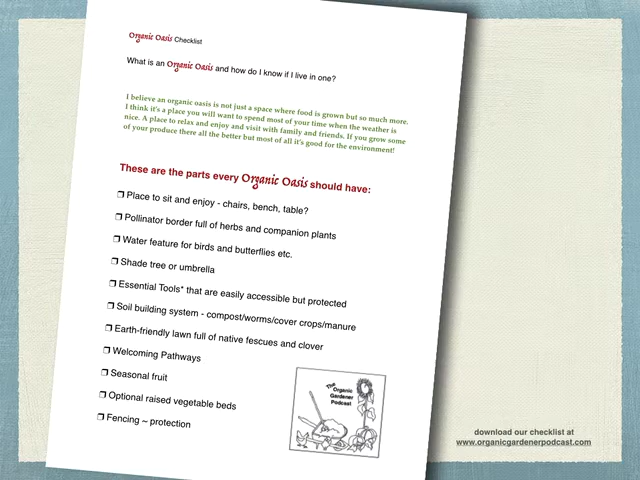 Organic Oasis Checklist
What is an Organic Oasis and how do I know if I live in one?
I believe an organic oasis is not just a space where food is grown but so much more.
I think it's a place you will want to spend most of your time when the weather is
nice. A place to relax and enjoy and visit with family and friends. If you grow some
of your produce there all the better but most of all it's good for the environment!
These are the parts every Organic Oasis should have:
❐ Place to sit and enjoy - chairs, bench, table?
❐ Pollinator border full of herbs and companion plants
❐ Water feature for birds and butterflies etc.
❐ Shade tree or umbrella
❐ Essential Tools* that are easily accessible but protected
❐ Soil building system - compost/worms/cover crops/manure
❐ Earth-friendly lawn full of native fescues and clover
❐ Welcoming Pathways
❐ Seasonal fruit
❐ Optional raised vegetable beds
❐ Fencing ~ protection
The
Organic
Gardener
Podcast
download our checklist at
www.organicgardenerpodcast.com